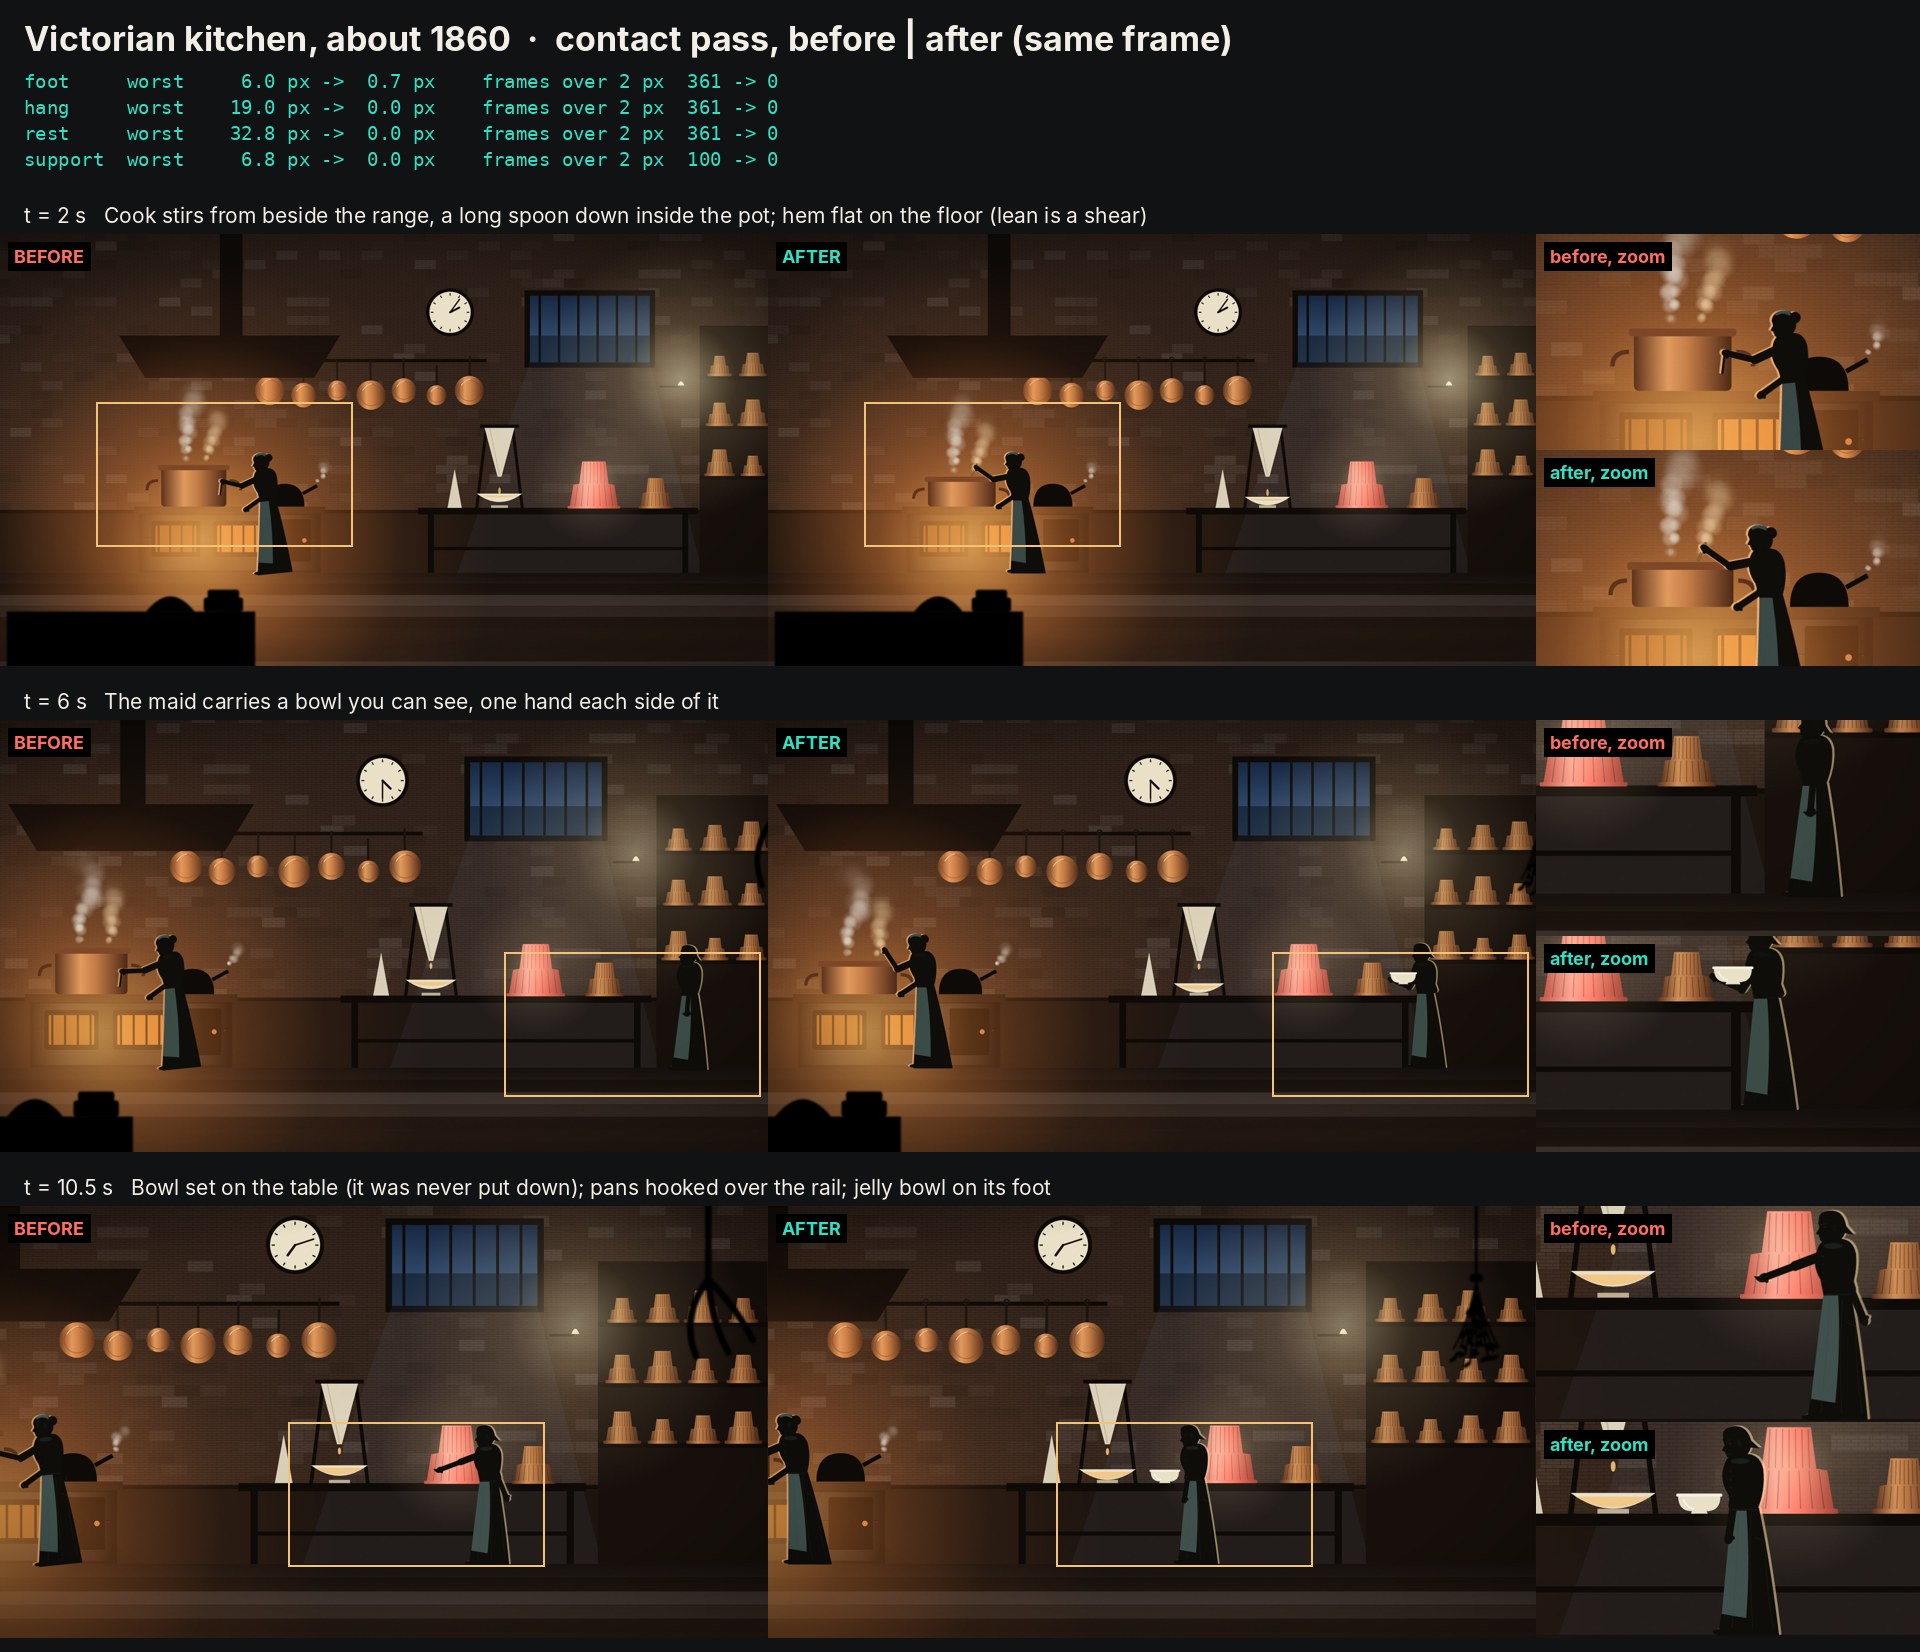 Victorian kitchen, about 1860 · contact pass, before | after (same frame)
foot worst 6.0 px -> 0.7 px frames over 2 px 361 -> 0
hang worst 19.0 px -> 0.0 px frames over 2 px 361 -> 0
rest worst 32.8 px -> 0.0 px frames over 2 px 361 -> 0
support worst 6.8 px -> 0.0 px frames over 2 px 100 -> 0
t = 2 s Cook stirs from beside the range, a long spoon down inside the pot; hem flat on the floor (lean is a shear)
BEFORE
AFTER
before, zoom
after, zoom
t = 6 s The maid carries a bowl you can see, one hand each side of it
BEFORE
AFTER
before, zoom
after, zoom
t = 10.5 s Bowl set on the table (it was never put down); pans hooked over the rail; jelly bowl on its foot
BEFORE
AFTER
before, zoom
after, zoom